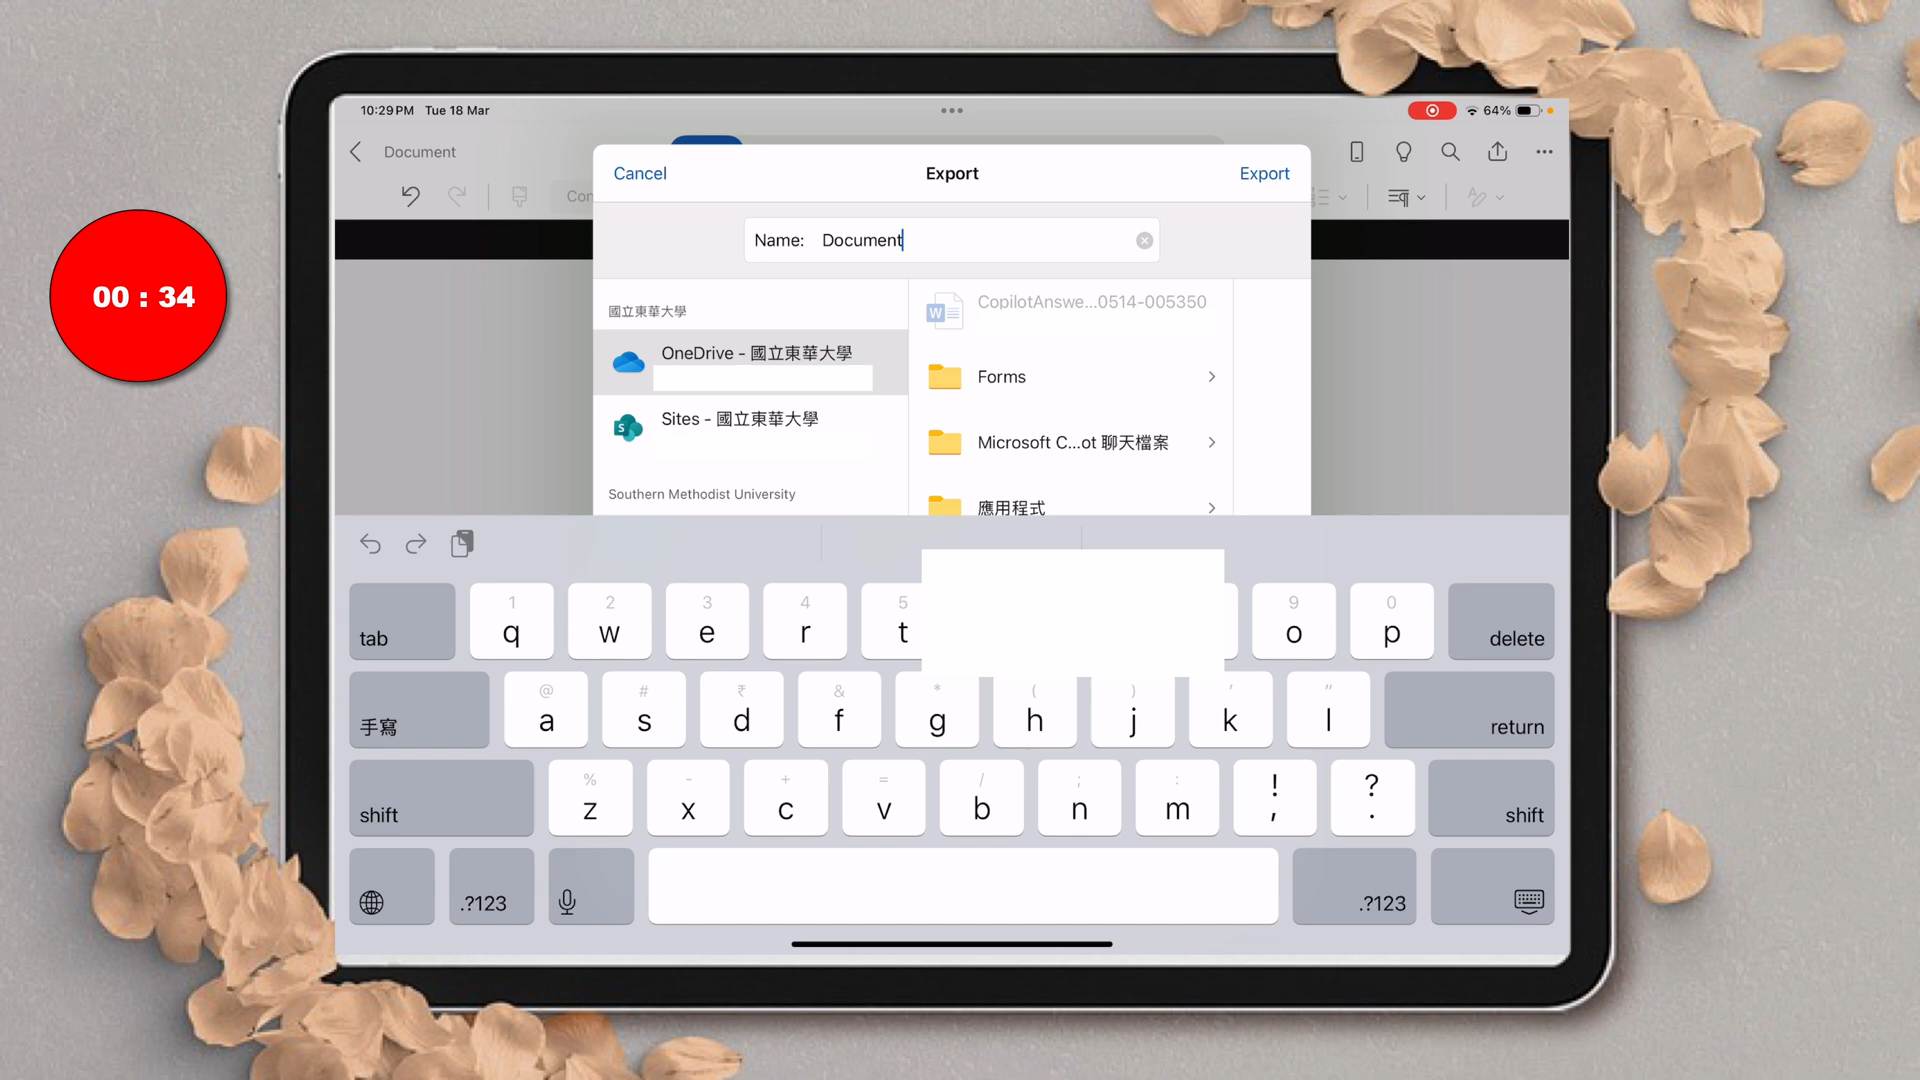 10:29 PM Tue 18 Mar
64%
Document
Cancel
Export
Export
Con
Name: Document
00 : 34
國立東華大學
OneDrive - 國立東華大學
Sites - 國立東華大學
Southern Methodist University
W
CopilotAnswe...0514-005350
Forms
Microsoft C...ot 聊天檔案
應用程式
S
1 2 3 4 5 9 0
tab q w e r t o p delete
@ # ₹ & * ( ) ' "
手寫 a s d f g h j k l return
% - + = / ; : ! ?
shift z x c v b n m , . shift
.?123 .?123